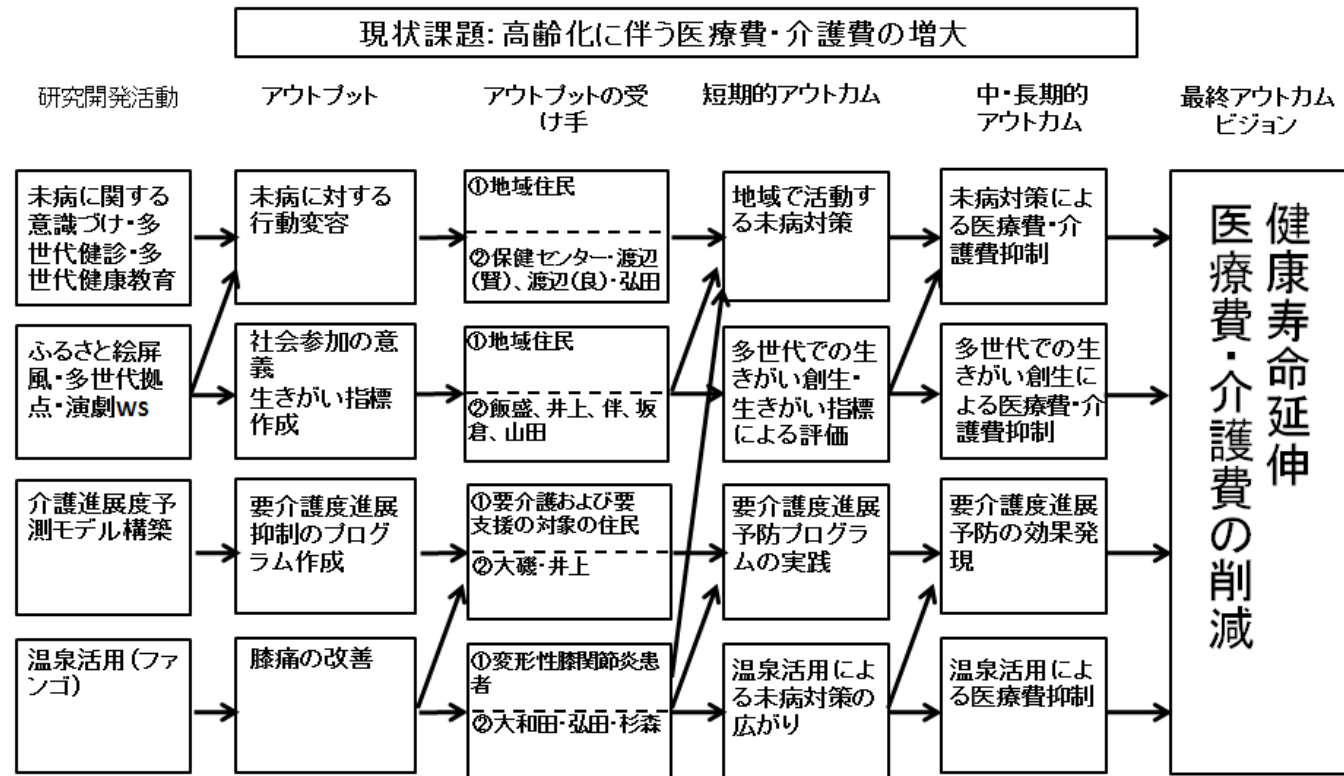 現状課題:高齢化に伴う医療費・介護費の増大
研究開発活動
アウトプット
アウトプットの受
け手
短期的アウトカム
中・長期的
アウトカム
最終アウトカム
ビジョン
未病に関する
意識づけ・多
世代健診・多
世代健康教育
未病に対する
行動変容
①地域住民
②保健センター・渡辺
(賢)、渡辺(良)・弘田
地域で活動す
る未病対策
未病対策によ
る医療費・介
護費抑制
ふるさと絵屏
風・多世代拠
点・演劇WS
社会参加の意
義
生きがい指標
作成
①地域住民
②飯盛、井上、伴、坂
倉、山田
多世代での生
きがい創生・
生きがい指標
による評価
多世代での生
きがい創生に
よる医療費・介
護費抑制
介護進展度予
測モデル構築
要介護度進展
抑制のプログ
ラム作成
①要介護および要
支援の対象の住民
②大磯・井上
要介護度進展
予防プログラ
ムの実践
要介護度進展
予防の効果発
現
温泉活用(ファ
ンゴ)
膝痛の改善
①変形性膝関節炎患
者
②大和田・弘田・杉森
温泉活用によ
る未病対策の
広がり
温泉活用によ
る医療費抑制
健康寿命延伸
医療費・介護費の削減